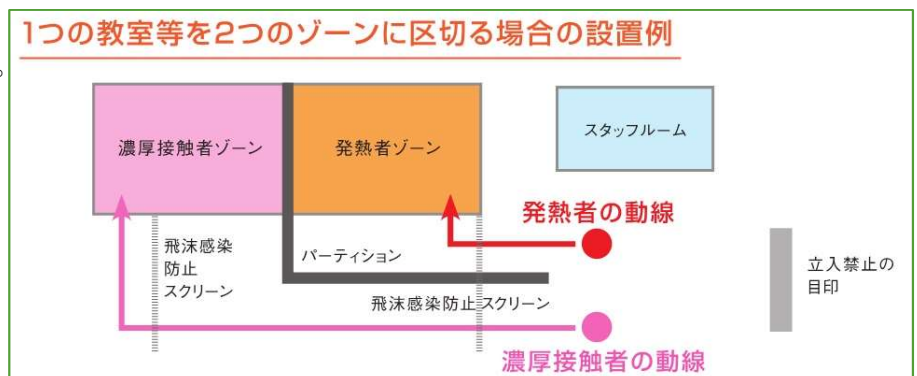 1つの教室等を2つのゾーンに区切る場合の設置例
濃厚接触者ゾーン
発熱者ゾーン
スタッフルーム
発熱者の動線
飛沫感染
防止
スクリーン
パーティション
飛沫感染防止 スクリーン
立入禁止の
目印
濃厚接触者の動線